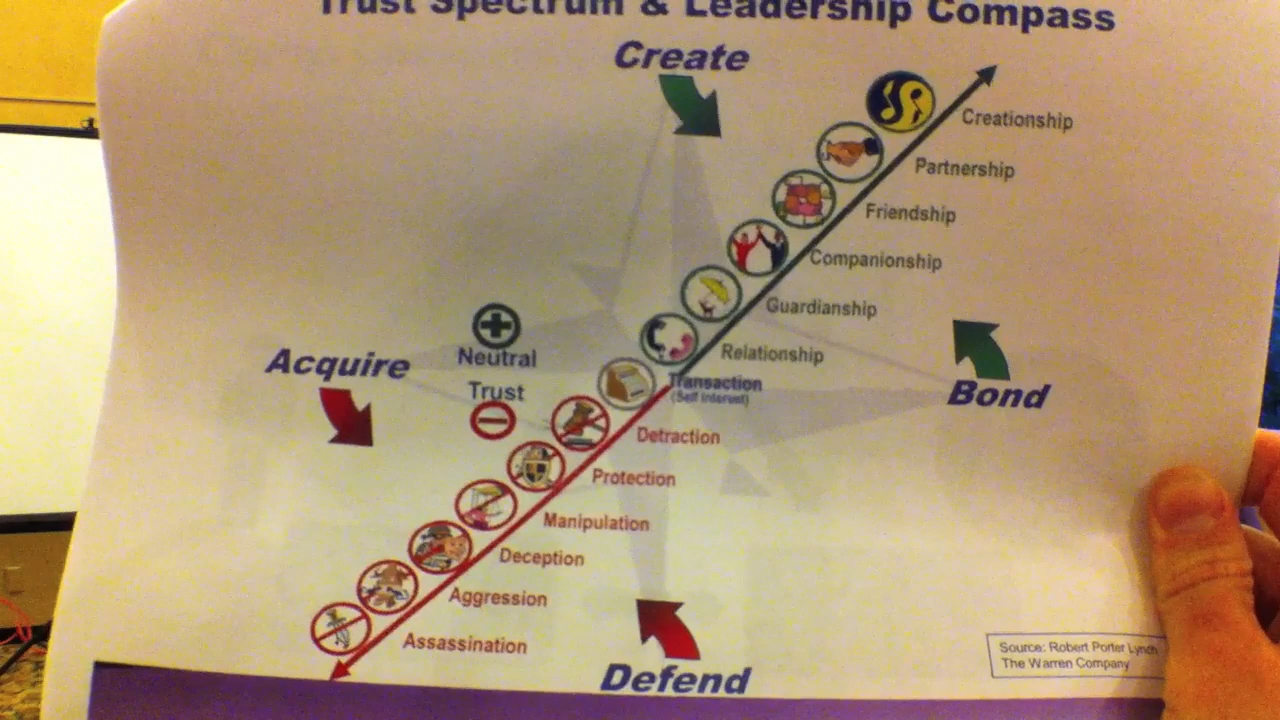 Trust Spectrum & Leadership Compass
Create
Creationship
Partnership
Friendship
Companionship
Guardianship
Relationship
Neutral
Trust
Acquire
Transaction
(Self Interest)
Bond
Detraction
Protection
Manipulation
Deception
Aggression
Assassination
Defend
Source: Robert Porter Lynch
The Warren Company